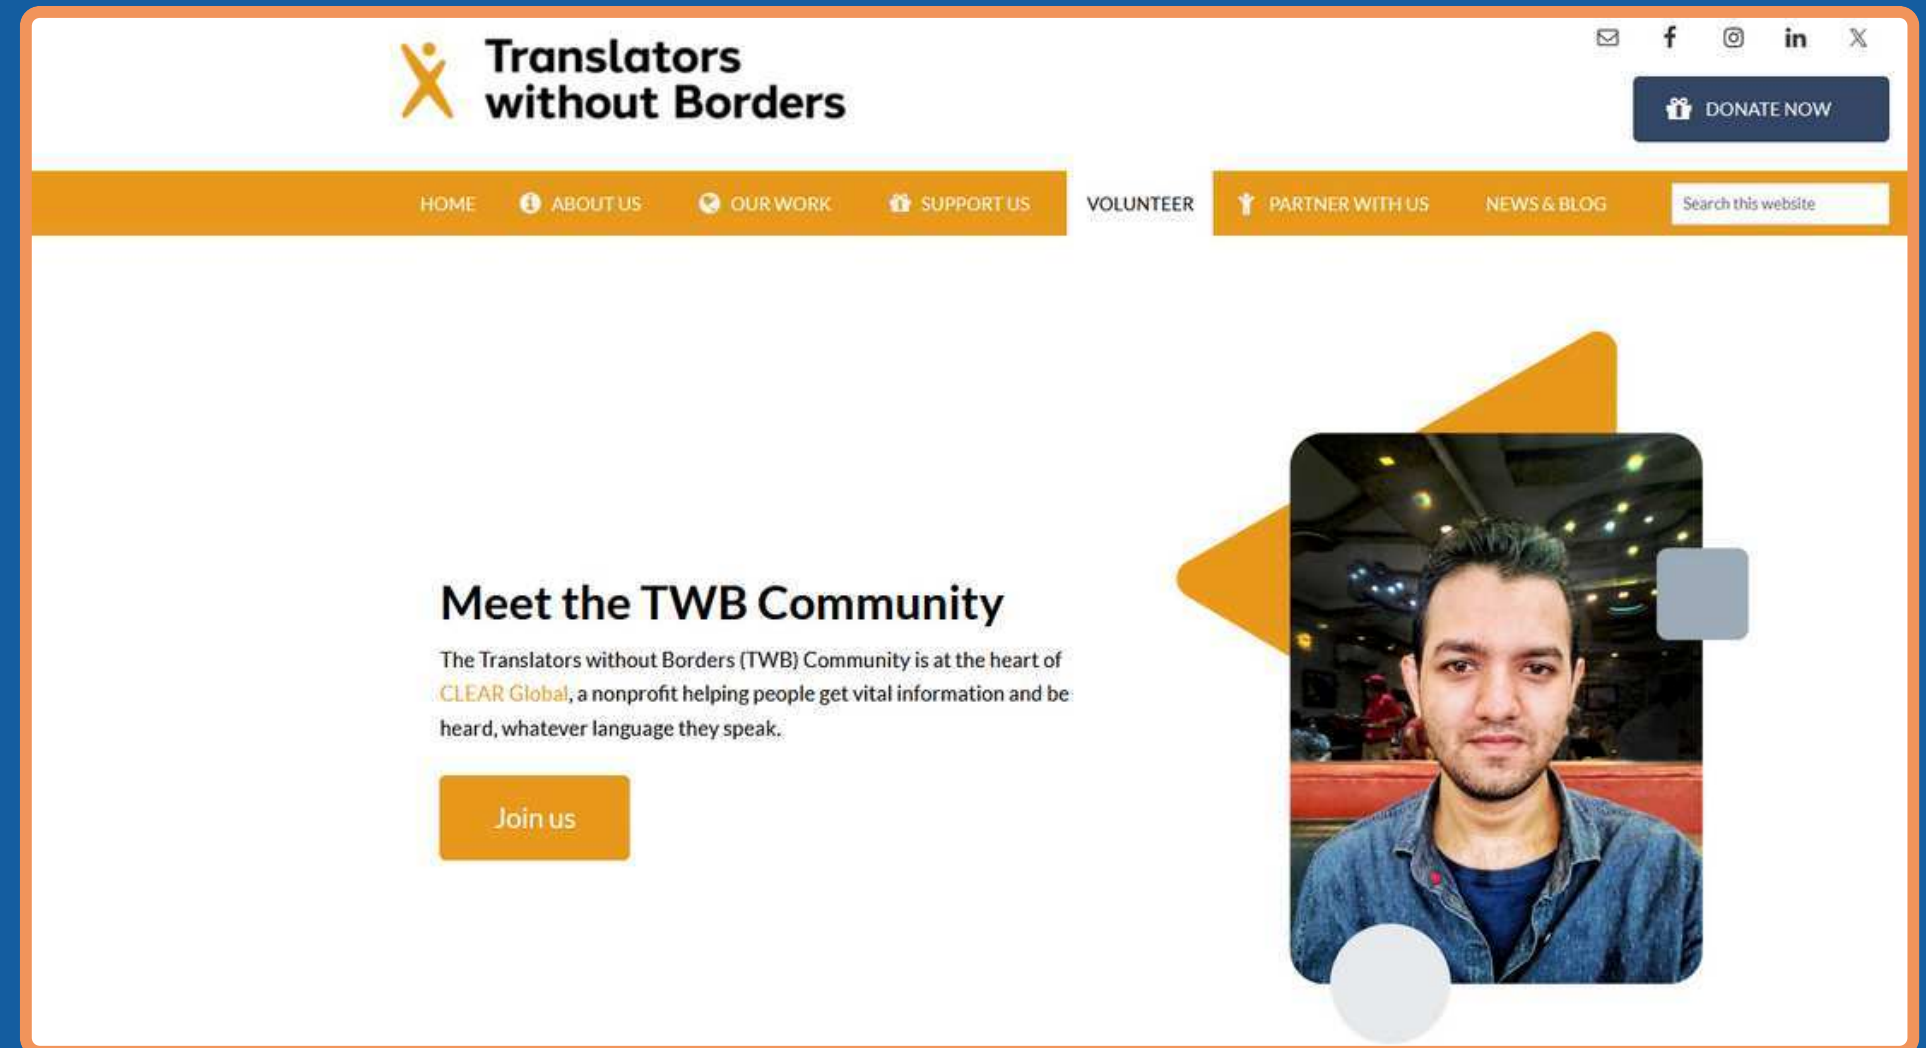 Translators
without Borders
DONATE NOW
HOME ABOUT US OUR WORK SUPPORT US VOLUNTEER PARTNER WITH US NEWS & BLOG Search this website
Meet the TWB Community
The Translators without Borders (TWB) Community is at the heart of
CLEAR Global, a nonprofit helping people get vital information and be
heard, whatever language they speak.
Join us